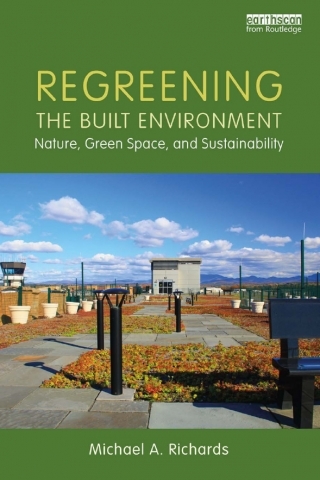 earthscan
from Routledge
REGREENING
THE BUILT ENVIRONMENT
Nature, Green Space, and Sustainability
Michael A. Richards